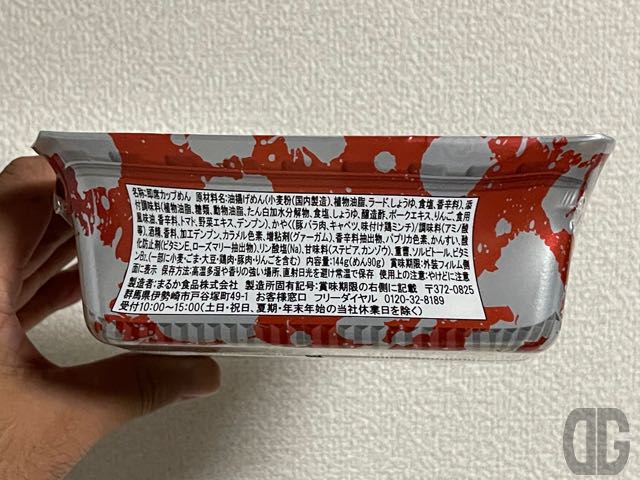 名称:即席カップめん 原材料名:油揚げめん(小麦粉(国内製造)、植物油脂、ラード、しょうゆ、食塩、香辛料)、添
付調味料(植物油脂、糖類、動物油脂、たん白加水分解物、食塩、しょうゆ、醸造酢、ポークエキス、りんご、食用
風味油、香辛料、トマト、野菜エキス、デンプン)、かやく(豚バラ肉、キャベツ、味付け鶏ミンチ)/調味料(アミノ酸
等)、酒精、香料、加工デンプン、カラメル色素、増粘剤(グァーガム)、香辛料抽出物、パプリカ色素、かんすい、酸
化防止剤(ビタミンE、ローズマリー抽出物)、リン酸塩(Na)、甘味料(ステビア、カンゾウ)、重曹、ソルビトール、ビタミ
ンB₂、(一部に小麦・ごま・大豆・鶏肉・豚肉・りんごを含む) 内容量:144g(めん90g) 賞味期限:外装フィルム側
面に表示 保存方法:高温多湿や香りの強い場所、直射日光を避け常温で保存 使用上の注意:やけどに注意
製造者:まるか食品株式会社 製造所固有記号:賞味期限の右側に記載 〒372-0825
群馬県伊勢崎市戸谷塚町49-1 お客様窓口 フリーダイヤル 0120-32-8189
受付10:00〜15:00(土・日・祝日、夏期・年末年始の当社休業日を除く)
DG